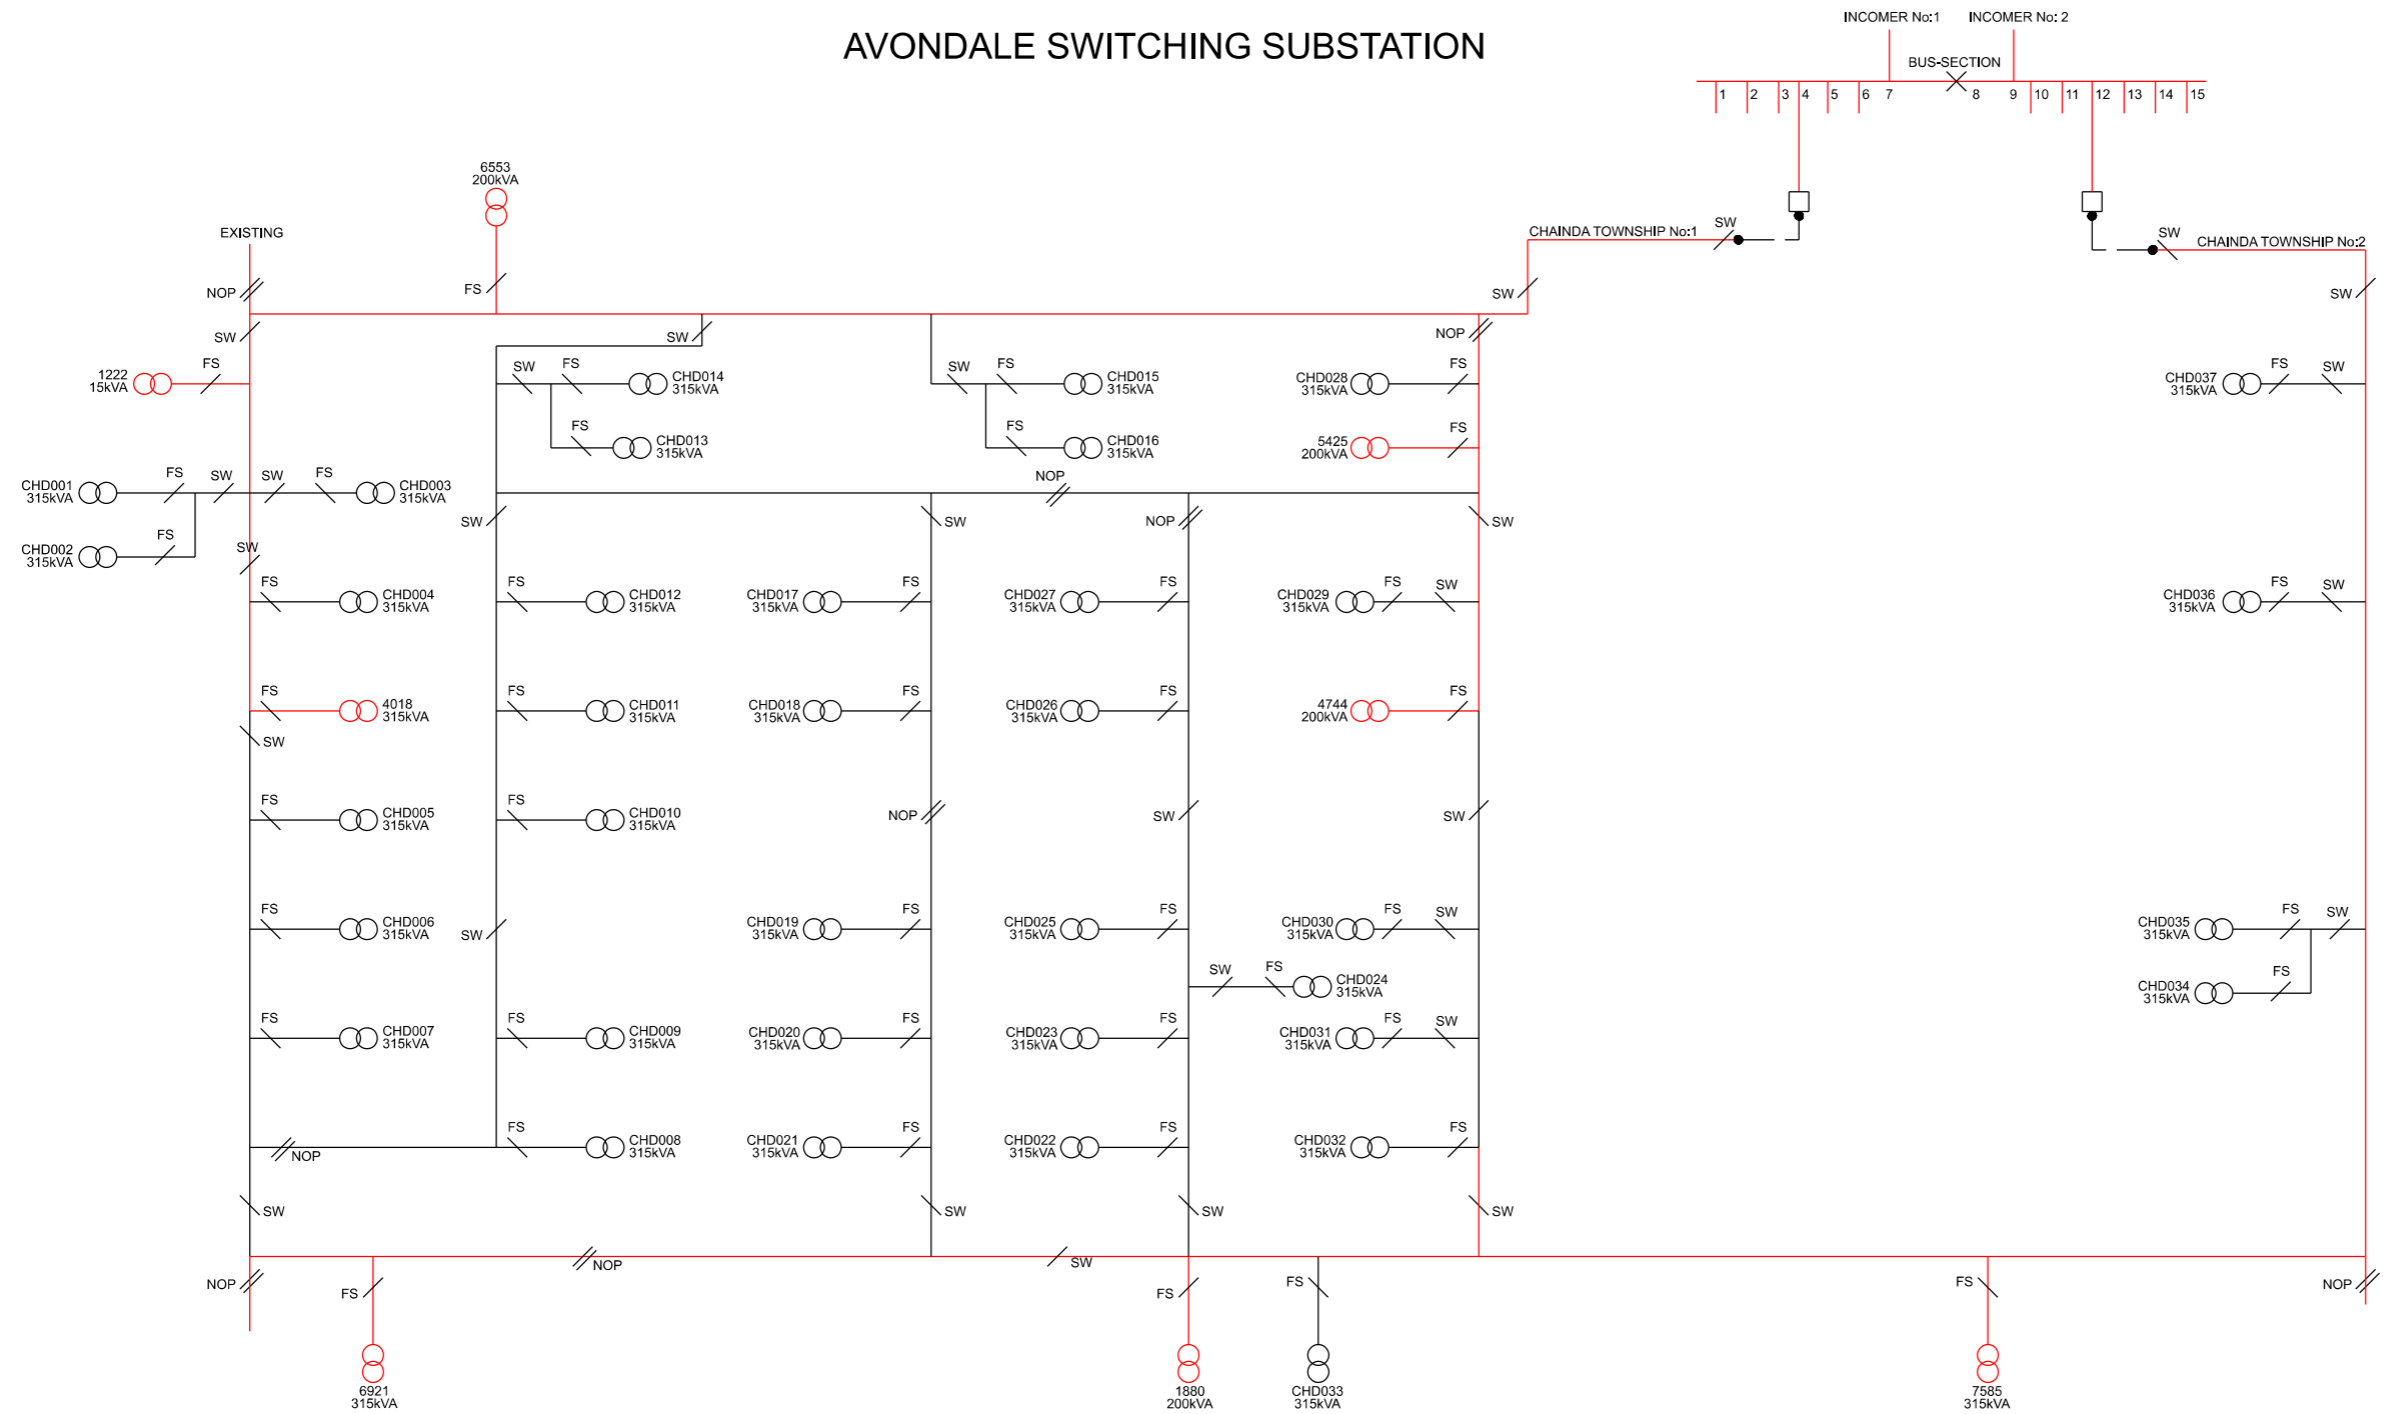 AVONDALE SWITCHING SUBSTATION
INCOMER No:1
INCOMER No: 2
BUS-SECTION
1
2
3
4
5
6
7
8
9
10
11
12
13
14
15
6553
200kVA
EXISTING
NOP
FS
CHAINDA TOWNSHIP No:1
SW
SW
CHAINDA TOWNSHIP No:2
SW
SW
SW
SW
NOP
1222
15kVA
FS
SW
FS
CHD014
315kVA
FS
CHD013
315kVA
SW
FS
CHD015
315kVA
FS
CHD016
315kVA
CHD028
315kVA
FS
5425
200kVA
FS
CHD037
315kVA
FS
SW
CHD001
315kVA
FS
SW
SW
FS
CHD003
315kVA
CHD002
315kVA
FS
SW
NOP
SW
SW
NOP
SW
FS
CHD004
315kVA
FS
CHD012
315kVA
CHD017
315kVA
FS
CHD027
315kVA
FS
CHD029
315kVA
FS
SW
CHD036
315kVA
FS
SW
FS
4018
315kVA
FS
CHD011
315kVA
CHD018
315kVA
FS
CHD026
315kVA
FS
4744
200kVA
FS
SW
FS
CHD005
315kVA
FS
CHD010
315kVA
NOP
SW
SW
FS
CHD006
315kVA
SW
CHD019
315kVA
FS
CHD025
315kVA
FS
CHD030
315kVA
FS
SW
CHD035
315kVA
FS
SW
SW
FS
CHD024
315kVA
CHD034
315kVA
FS
FS
CHD007
315kVA
FS
CHD009
315kVA
CHD020
315kVA
FS
CHD023
315kVA
FS
CHD031
315kVA
FS
SW
NOP
FS
CHD008
315kVA
CHD021
315kVA
FS
CHD022
315kVA
FS
CHD032
315kVA
FS
SW
SW
SW
SW
NOP
FS
NOP
SW
FS
FS
FS
NOP
6921
315kVA
1880
200kVA
CHD033
315kVA
7585
315kVA